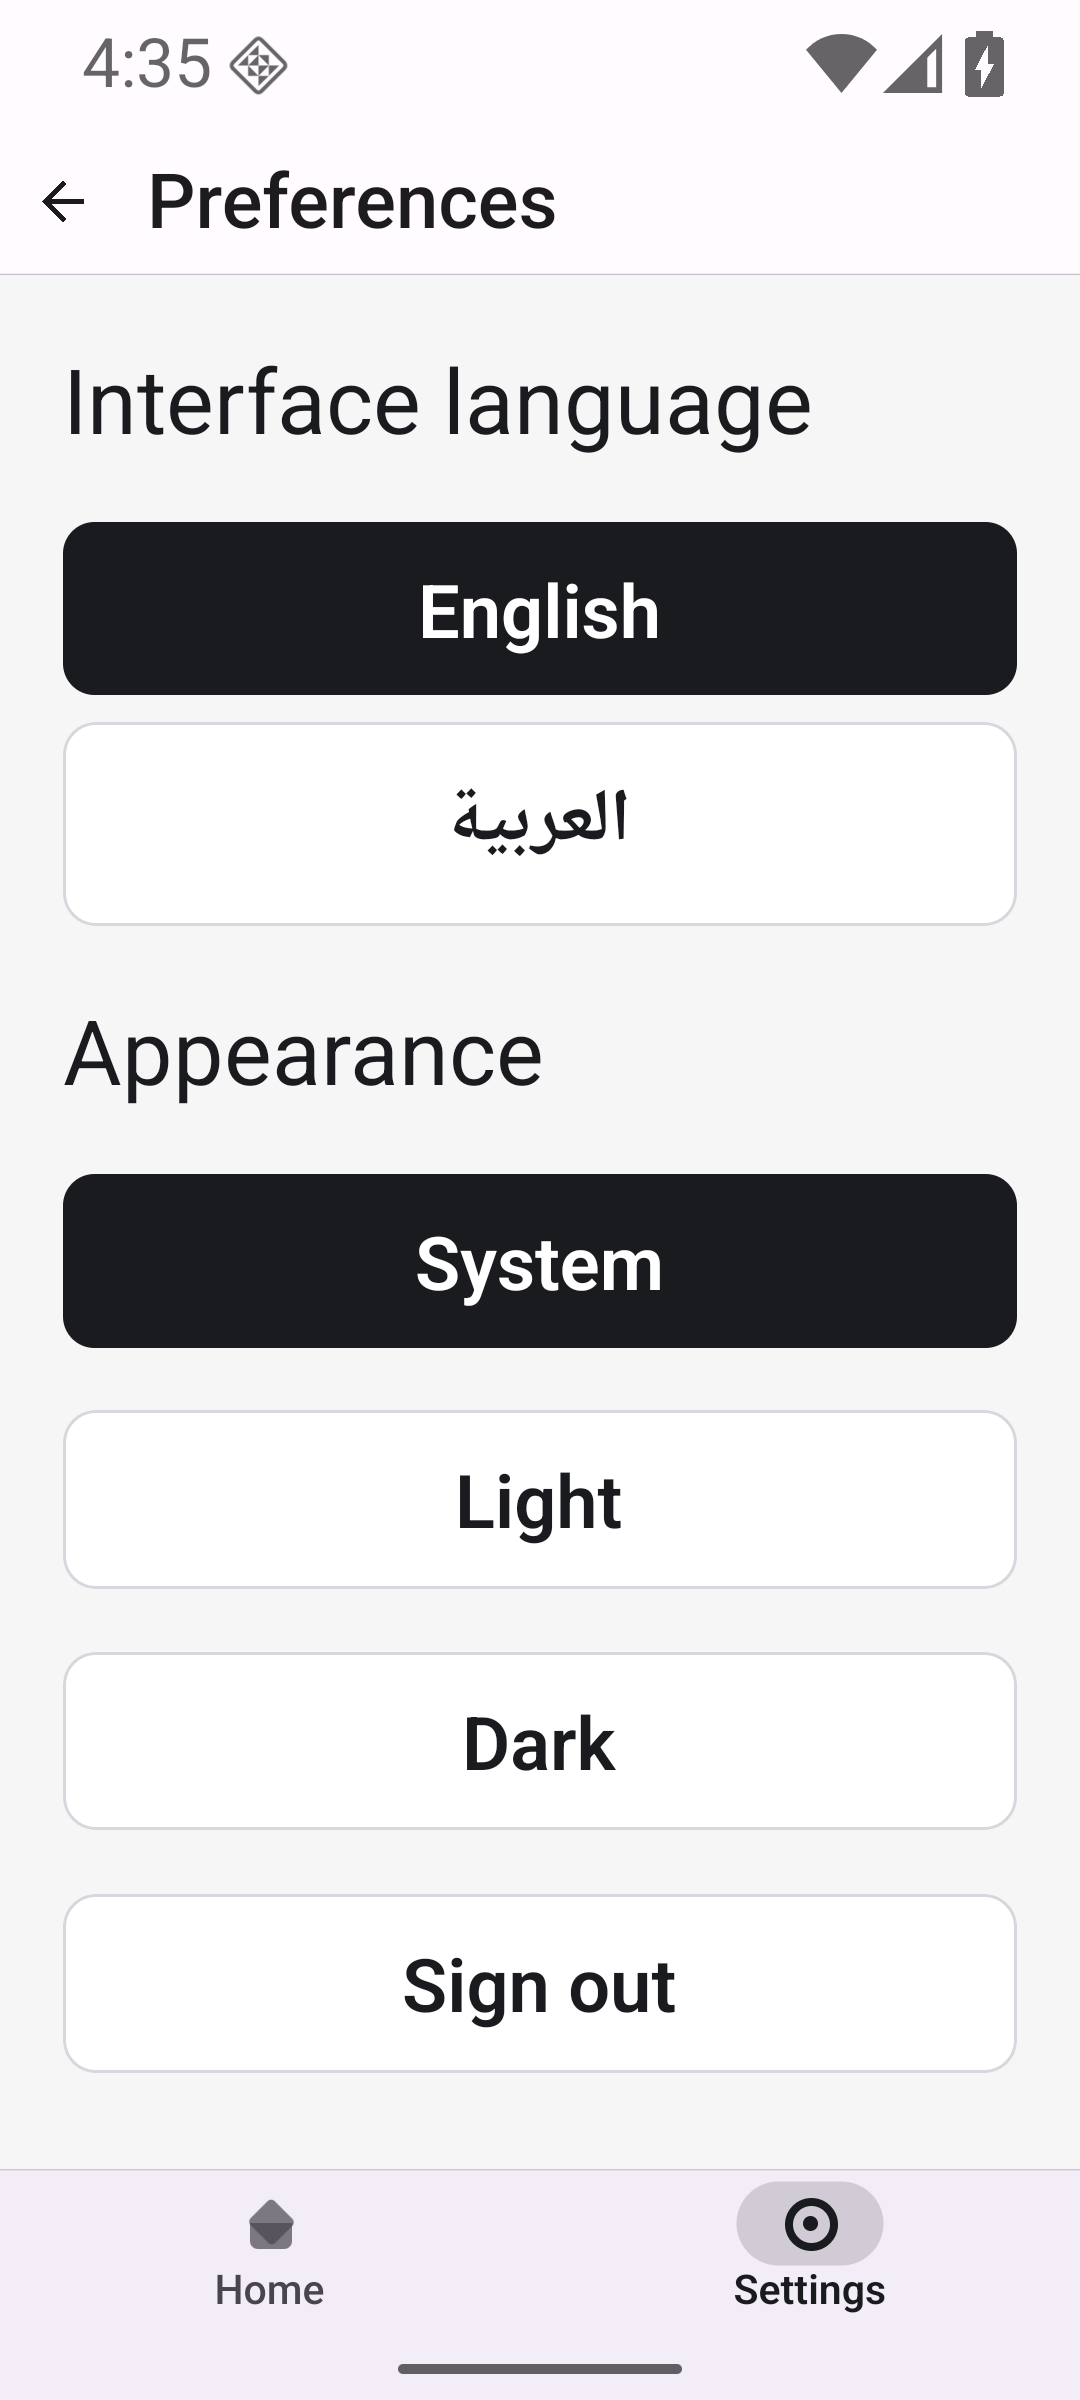 4:35
Preferences
Interface language
English
العربية
Appearance
System
Light
Dark
Sign out
Home
Settings